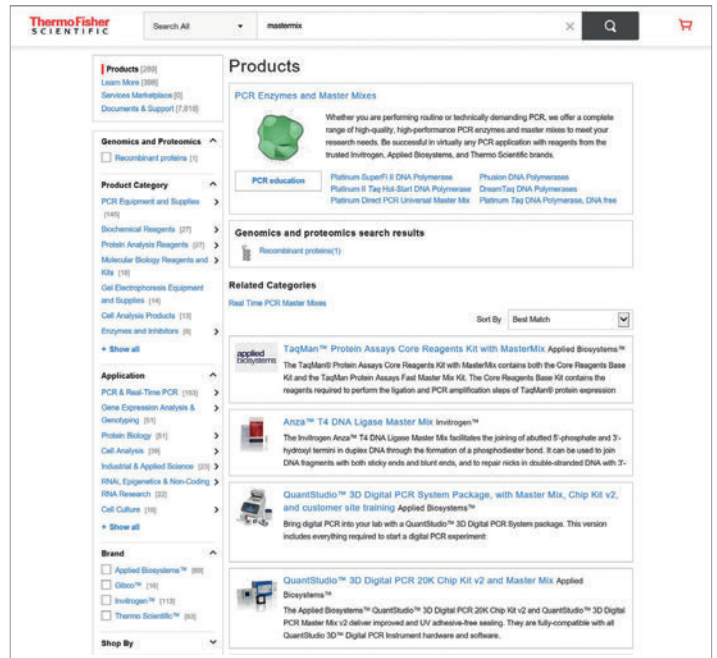 ThermoFisher
SCIENTIFIC
Search All
mastermix
Products [289]
Learn More [398]
Services Marketplace [0]
Documents & Support [7,818]
Genomics and Proteomics
Recombinant proteins [1]
Product Category
PCR Equipment and Supplies
[145]
Biochemical Reagents [27]
Protein Analysis Reagents [27]
Molecular Biology Reagents and
Kits [18]
Gel Electrophoresis Equipment
and Supplies [14]
Cell Analysis Products [13]
Enzymes and Inhibitors [8]
+ Show all
Application
PCR & Real-Time PCR [153]
Gene Expression Analysis &
Genotyping [51]
Protein Biology [51]
Cell Analysis [39]
Industrial & Applied Science [23]
RNAi, Epigenetics & Non-Coding
RNA Research [22]
Cell Culture [18]
+ Show all
Brand
Applied Biosystems™ [89]
Gibco™ [16]
Invitrogen™ [113]
Thermo Scientific™ [63]
Shop By
Products
PCR Enzymes and Master Mixes
Whether you are performing routine or technically demanding PCR, we offer a complete
range of high-quality, high-performance PCR enzymes and master mixes to meet your
research needs. Be successful in virtually any PCR application with reagents from the
trusted Invitrogen, Applied Biosystems, and Thermo Scientific brands.
PCR education
Platinum SuperFi II DNA Polymerase
Platinum II Taq Hot-Start DNA Polymerase
Platinum Direct PCR Universal Master Mix
Phusion DNA Polymerases
DreamTaq DNA Polymerases
Platinum Taq DNA Polymerase, DNA free
Genomics and proteomics search results
Recombinant proteins(1)
Related Categories
Real Time PCR Master Mixes
Sort By
Best Match
applied
biosystems
TaqMan™ Protein Assays Core Reagents Kit with MasterMix Applied Biosystems™
The TaqMan® Protein Assays Core Reagents Kit with MasterMix contains both the Core Reagents Base
Kit and the TaqMan Protein Assays Fast Master Mix Kit. The Core Reagents Base Kit contains the
reagents required to perform the ligation and PCR amplification steps of TaqMan® protein expression
Anza™ T4 DNA Ligase Master Mix Invitrogen™
The Invitrogen Anza™ T4 DNA Ligase Master Mix facilitates the joining of abutted 5'-phosphate and 3'-
hydroxyl termini in duplex DNA through the formation of a phosphodiester bond. It can be used to join
DNA fragments with both sticky ends and blunt ends, and to repair nicks in double-stranded DNA with 3'-
QuantStudio™ 3D Digital PCR System Package, with Master Mix, Chip Kit v2,
and customer site training Applied Biosystems™
Bring digital PCR into your lab with a QuantStudio™ 3D Digital PCR System package. This version
includes everything required to start a digital PCR experiment:
QuantStudio™ 3D Digital PCR 20K Chip Kit v2 and Master Mix Applied
Biosystems™
The Applied Biosystems™ QuantStudio™ 3D Digital PCR 20K Chip Kit v2 and QuantStudio™ 3D Digital
PCR Master Mix v2 deliver improved and UV adhesive-free sealing. They are fully-compatible with all
QuantStudio 3D™ Digital PCR Instrument hardware and software.